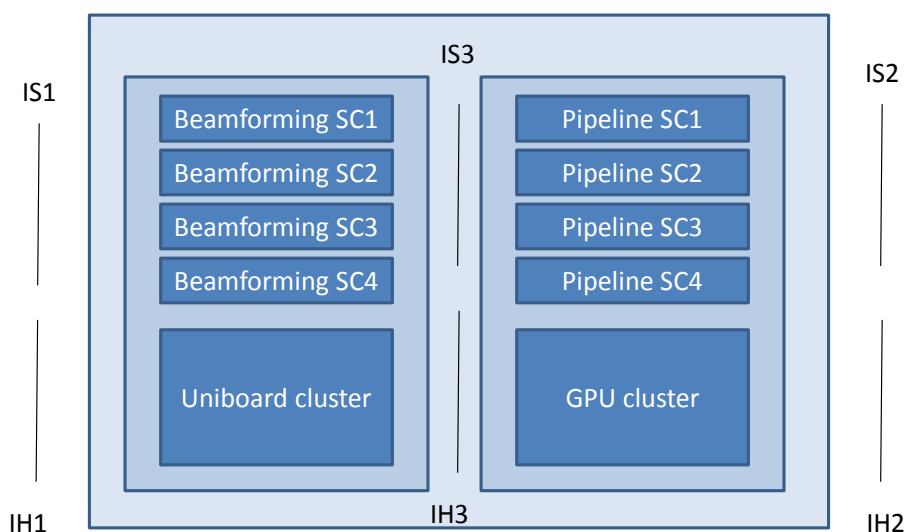 IS3
IS1
IS2
Beamforming SC1
Beamforming SC2
Beamforming SC3
Beamforming SC4
Uniboard cluster
Pipeline SC1
Pipeline SC2
Pipeline SC3
Pipeline SC4
GPU cluster
IH1
IH3
IH2